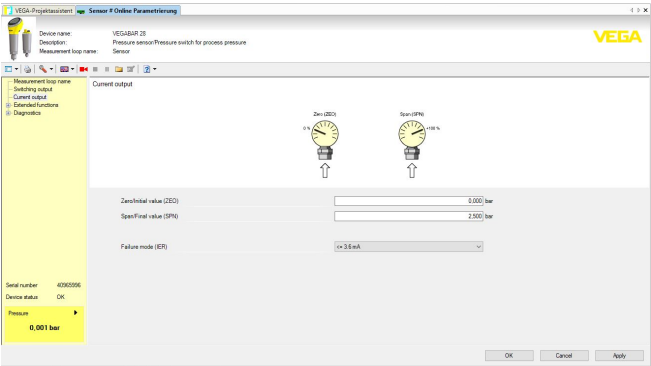 VEGA-Projektassistent
Sensor # Online Parametrierung
Device name: VEGABAR 28
Description: Pressure sensor/Pressure switch for process pressure
Measurement loop name: Sensor
VEGA
Measurement loop name
Switching output
Current output
Extended functions
Diagnostics
Current output
Zero (ZEO)
Span (SPN)
0 %
+100 %
Zero/Initial value (ZEO) 0.000 bar
Span/Final value (SPN) 2.500 bar
Failure mode (IER) <= 3.6 mA
Serial number 40965996
Device status OK
Pressure
0,001 bar
OK Cancel Apply